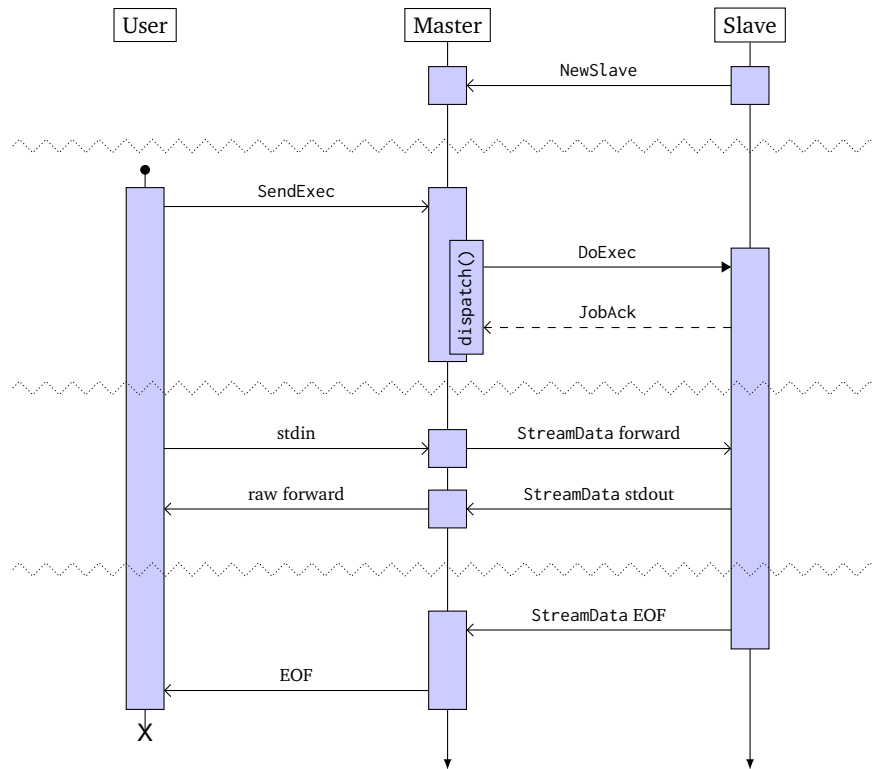 User
Master
Slave
NewSlave
SendExec
DoExec
dispatch()
JobAck
stdin
StreamData forward
raw forward
StreamData stdout
StreamData EOF
EOF
X